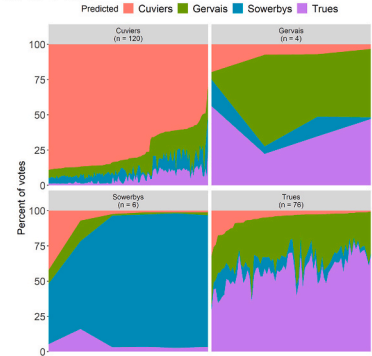 Predicted Cuviers Gervais Sowerbys Trues
Cuviers
(n = 120)
Gervais
(n = 4)
100
75
50
25
0
Sowerbys
(n = 6)
Trues
(n = 76)
100
75
50
25
0
Percent of votes